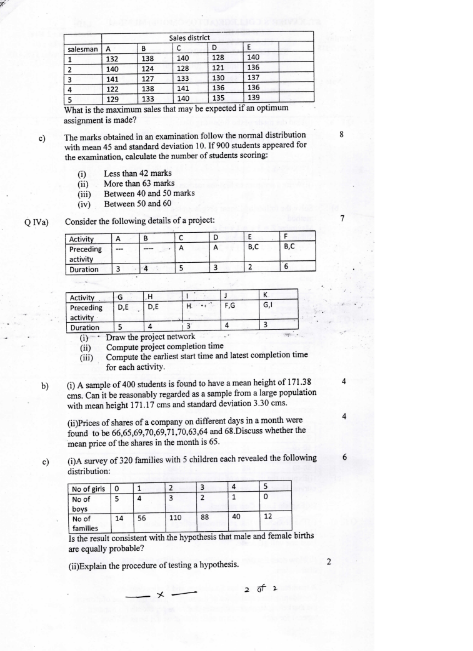 Sales district
salesman A B C D E
1 132 138 140 128 140
2 140 124 128 121 136
3 141 127 133 130 137
4 122 138 141 136 136
5 129 133 140 135 139
What is the maximum sales that may be expected if an optimum
assignment is made?
c) The marks obtained in an examination follow the normal distribution 8
with mean 45 and standard deviation 10. If 900 students appeared for
the examination, calculate the number of students scoring:
(i) Less than 42 marks
(ii) More than 63 marks
(iii) Between 40 and 50 marks
(iv) Between 50 and 60
Q IVa) Consider the following details of a project: 7
Activity A B C D E F
Preceding --- ---- A A B,C B,C
activity
Duration 3 4 5 3 2 6
Activity G H I J K
Preceding D,E D,E H F,G G,I
activity
Duration 5 4 3 4 3
(i) Draw the project network
(ii) Compute project completion time
(iii) Compute the earliest start time and latest completion time
for each activity.
b) (i) A sample of 400 students is found to have a mean height of 171.38 4
cms. Can it be reasonably regarded as a sample from a large population
with mean height 171.17 cms and standard deviation 3.30 cms.
(ii)Prices of shares of a company on different days in a month were 4
found to be 66,65,69,70,69,71,70,63,64 and 68.Discuss whether the
mean price of the shares in the month is 65.
c) (i)A survey of 320 families with 5 children each revealed the following 6
distribution:
No of girls 0 1 2 3 4 5
No of 5 4 3 2 1 0
boys
No of 14 56 110 88 40 12
families
Is the result consistent with the hypothesis that male and female births
are equally probable?
(ii)Explain the procedure of testing a hypothesis. 2
— x — 2 of 2